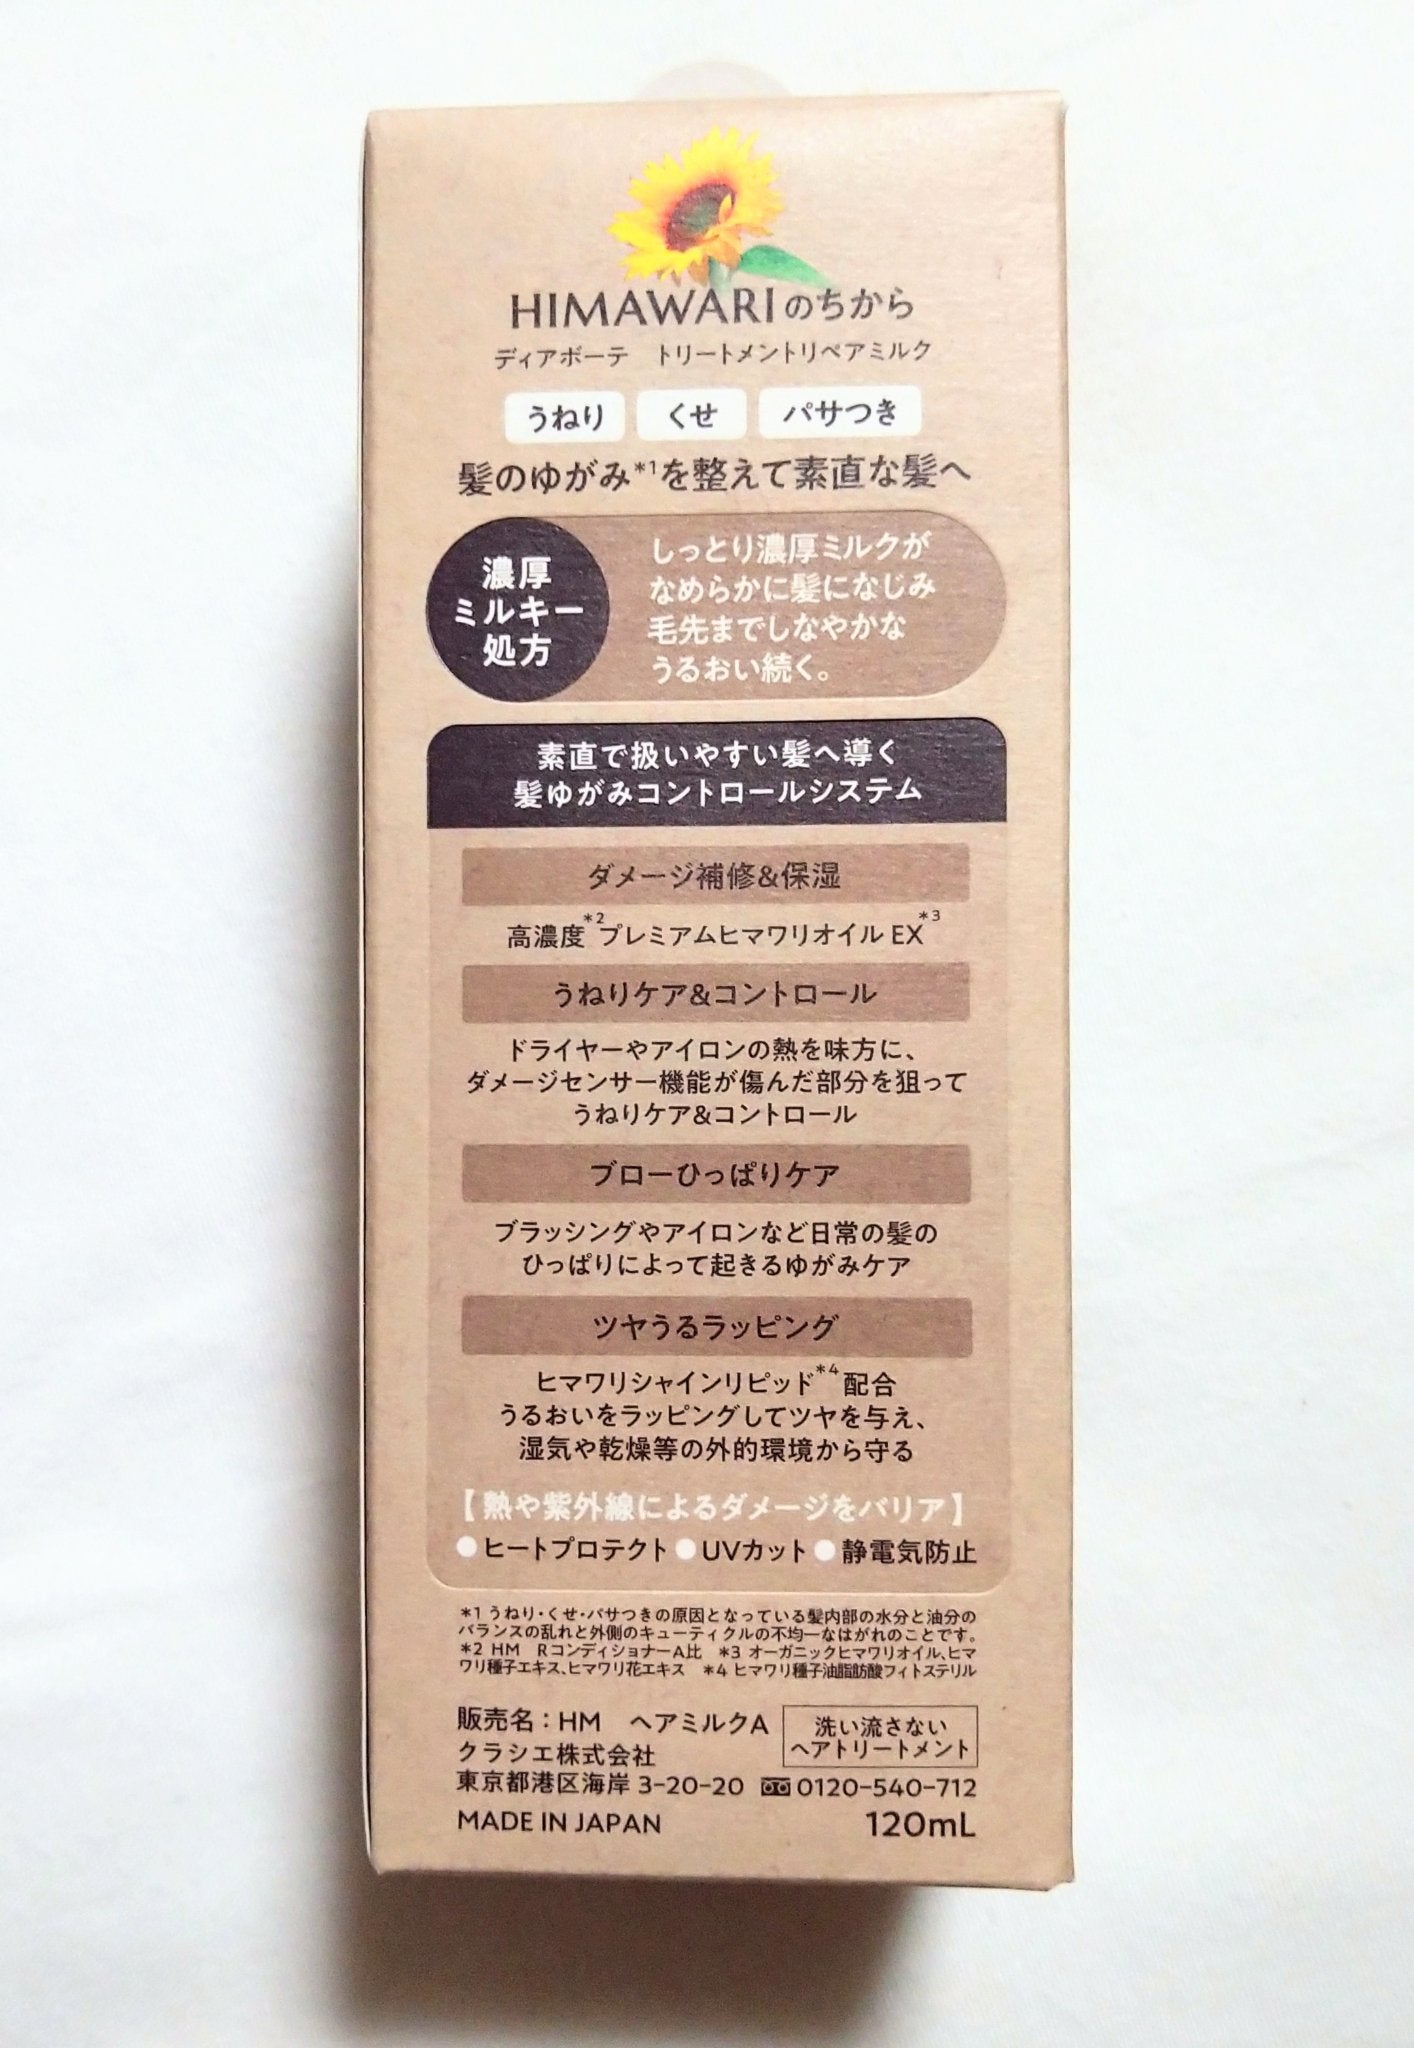 HIMAWARIのちから
ディアボーテ トリートメントリペアミルク
うねり くせ パサつき
髪のゆがみ*1を整えて素直な髪へ
濃厚
ミルキー
処方
しっとり濃厚ミルクが
なめらかに髪になじみ
毛先までしなやかな
うるおい続く。
素直で扱いやすい髪へ導く
髪ゆがみコントロールシステム
ダメージ補修&保湿
高濃度*2プレミアムヒマワリオイル EX*3
うねりケア&コントロール
ドライヤーやアイロンの熱を味方に、
ダメージセンサー機能が傷んだ部分を狙って
うねりケア&コントロール
ブローひっぱりケア
ブラッシングやアイロンなど日常の髪の
ひっぱりによって起きるゆがみケア
ツヤうるラッピング
ヒマワリシャインリピッド*4配合
うるおいをラッピングしてツヤを与え、
湿気や乾燥等の外的環境から守る
【熱や紫外線によるダメージをバリア】
●ヒートプロテクト●UVカット●静電気防止
*1 うねり・くせ・パサつきの原因となっている髪内部の水分と油分の
バランスの乱れと外側のキューティクルの不均一なはがれのことです。
*2 HM RコンディショナーA比 *3 オーガニックヒマワリオイル、ヒマ
ワリ種子エキス、ヒマワリ花エキス *4 ヒマワリ種子油脂肪酸フィトステリル
販売名：HM ヘアミルクA
洗い流さない
ヘアトリートメント
クラシエ株式会社
東京都港区海岸 3-20-20 0120-540-712
MADE IN JAPAN 120mL